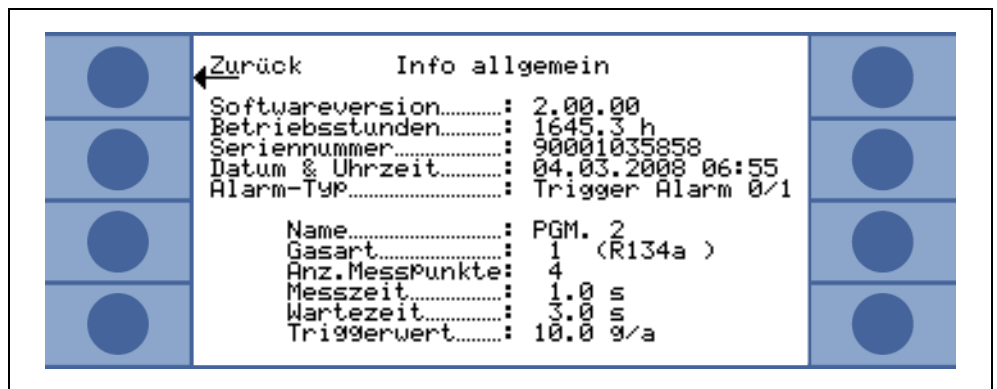 Zurück Info allgemein
Softwareversion.........: 2.00.00
Betriebsstunden.........: 1645.3 h
Seriennummer............: 90001035858
Datum & Uhrzeit.........: 04.03.2008 06:55
Alarm-Typ...............: Trigger Alarm 0/1
Name....................: PGM. 2
Gasart..................: 1 (R134a )
Anz.Messpunkte: 4
Messzeit................: 1.0 s
Wartezeit...............: 3.0 s
Triggerwert.............: 10.0 g/a